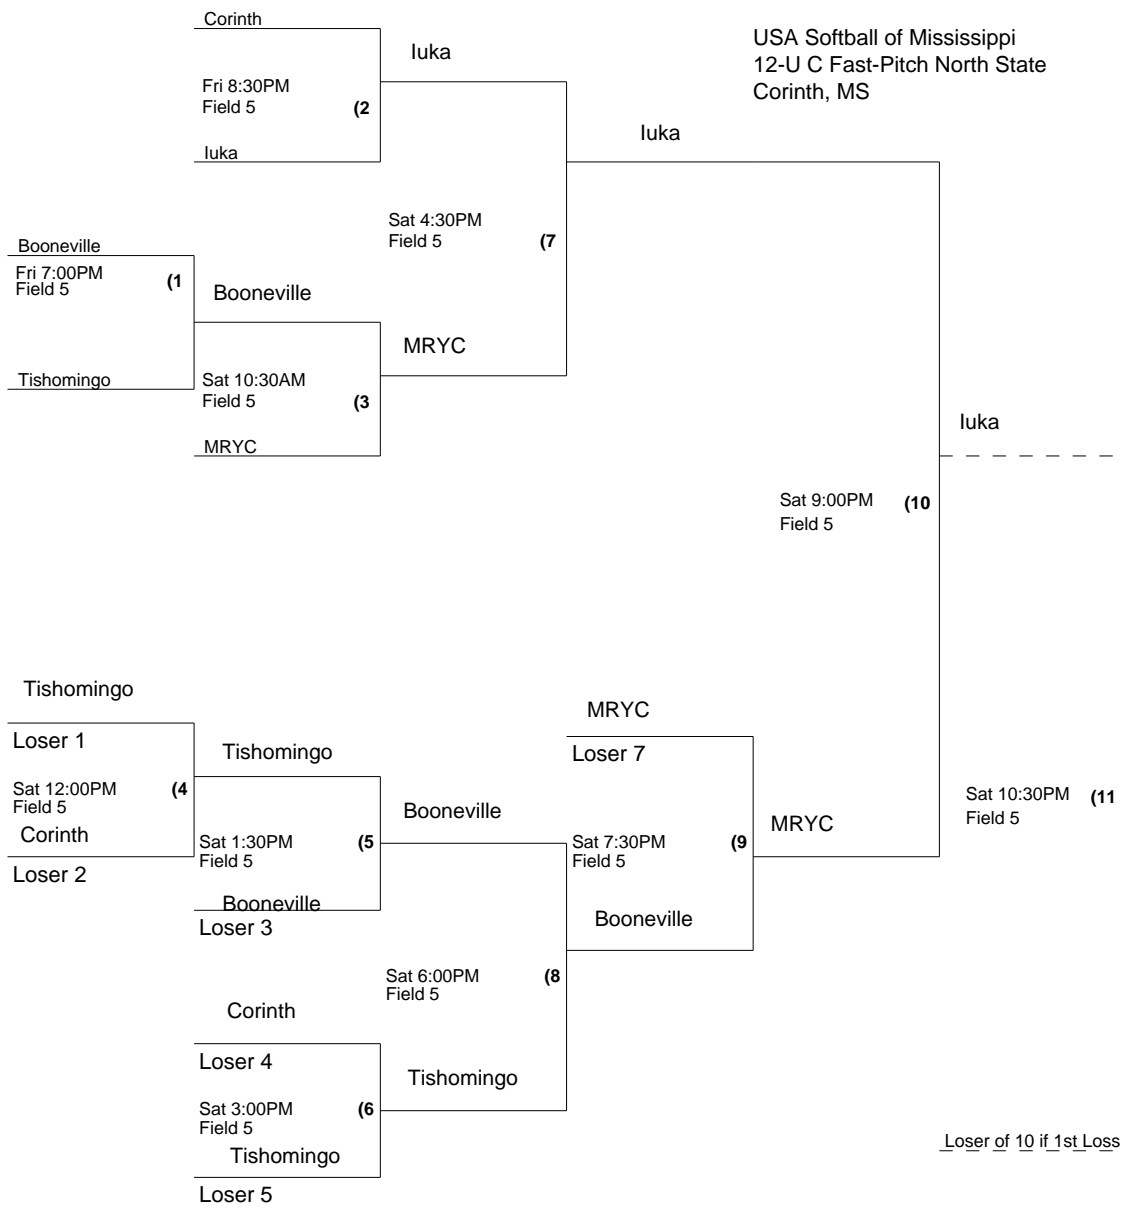 Corinth
Iuka
USA Softball of Mississippi
12-U C Fast-Pitch North State
Corinth, MS
Fri 8:30PM
Field 5
(2
Iuka
Iuka
Sat 4:30PM
Field 5
(7
Booneville
Fri 7:00PM
Field 5
(1
Booneville
MRYC
Tishomingo
Sat 10:30AM
Field 5
(3
MRYC
Iuka
Sat 9:00PM
Field 5
(10
Tishomingo
Loser 1
Sat 12:00PM
Field 5
(4
Corinth
Loser 2
Tishomingo
Sat 1:30PM
Field 5
(5
Booneville
Loser 3
Booneville
MRYC
Loser 7
Sat 7:30PM
Field 5
(9
MRYC
Sat 10:30PM
Field 5
(11
Booneville
Sat 6:00PM
Field 5
(8
Corinth
Loser 4
Sat 3:00PM
Field 5
(6
Tishomingo
Tishomingo
Loser 5
Loser of 10 if 1st Loss